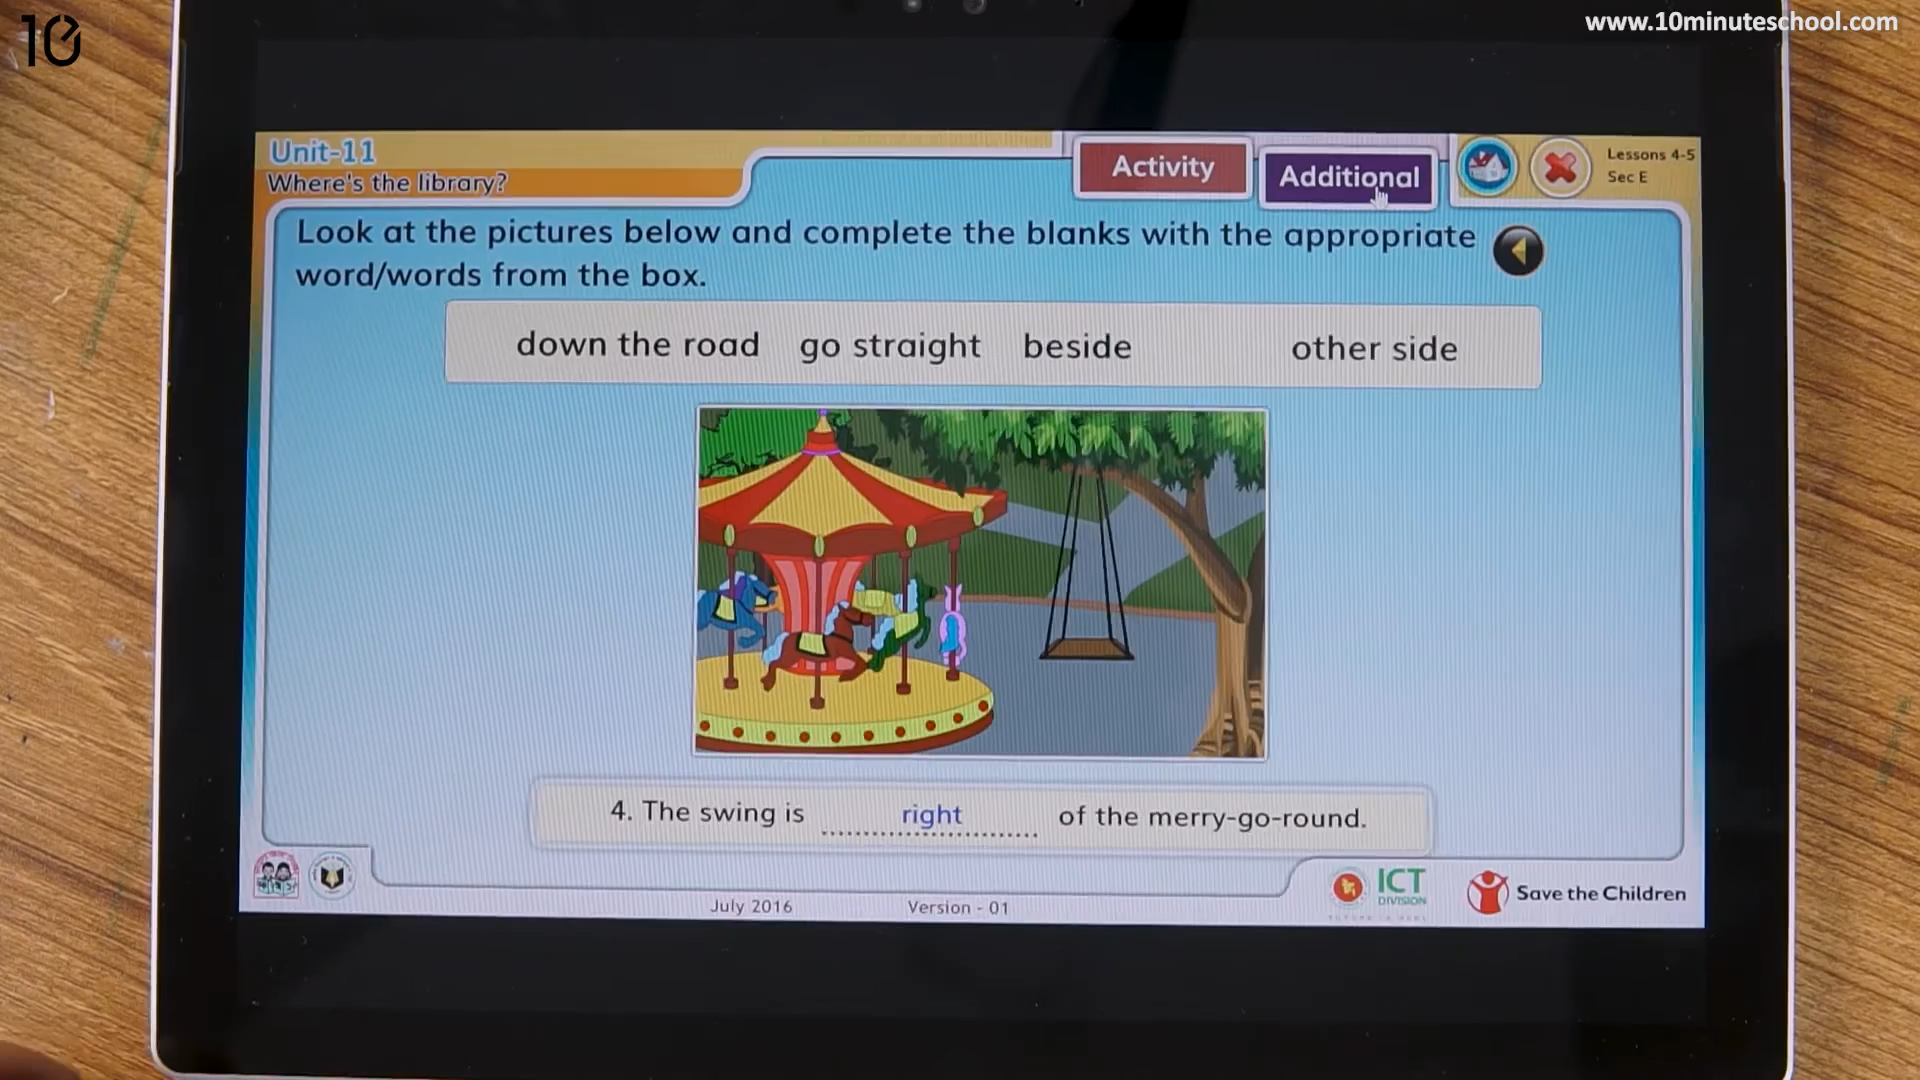 10
www.10minuteschool.com
Unit-11
Where's the library?
Activity
Additional
Lessons 4-5
Sec E
Look at the pictures below and complete the blanks with the appropriate
word/words from the box.
down the road go straight beside other side
4. The swing is right of the merry-go-round.
July 2016 Version - 01
ICT
DIVISION
Save the Children